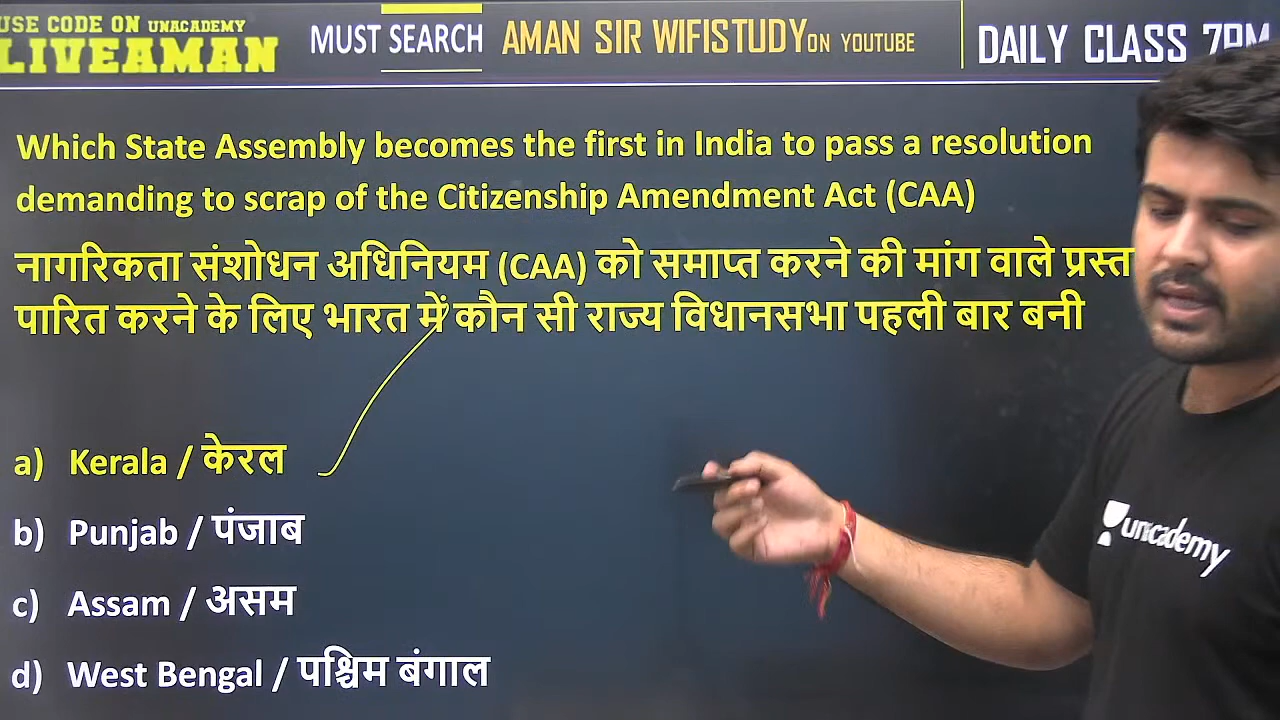 USE CODE ON UNACADEMY
LIVEAMAN
MUST SEARCH AMAN SIR WIFISTUDY ON YOUTUBE
DAILY CLASS 7PM
Which State Assembly becomes the first in India to pass a resolution
demanding to scrap of the Citizenship Amendment Act (CAA)
नागरिकता संशोधन अधिनियम (CAA) को समाप्त करने की मांग वाले
पारित करने के लिए भारत में कौन सी राज्य विधानसभा पहली बार बनी
a) Kerala / केरल
b) Punjab / पंजाब
c) Assam / असम
d) West Bengal / पश्चिम बंगाल
unacademy